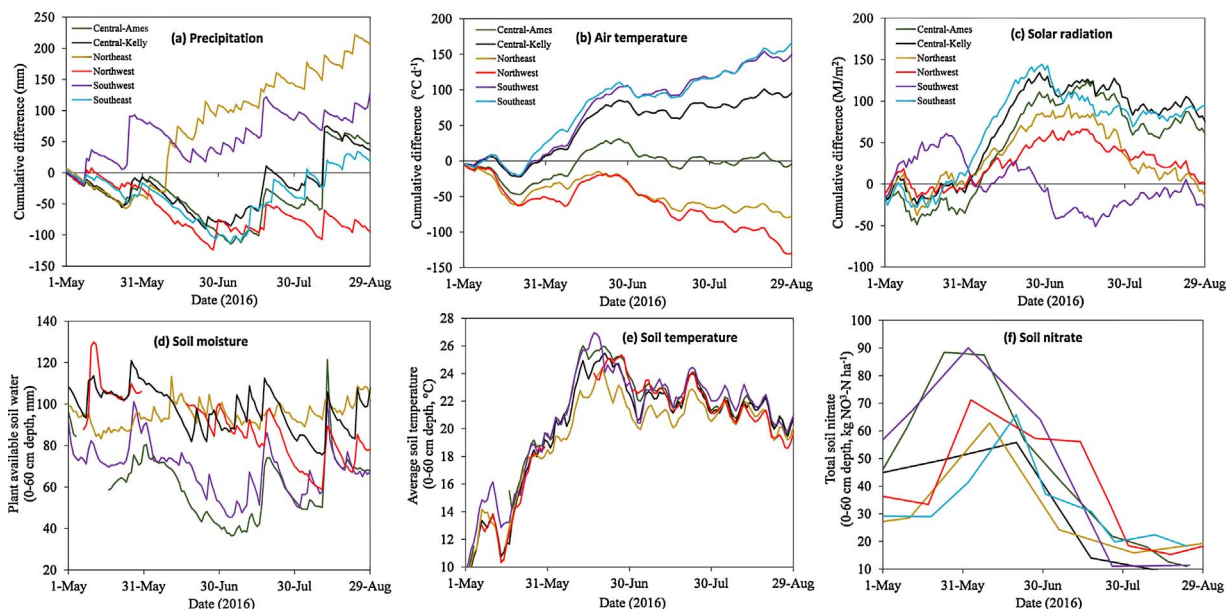 (a) Precipitation
Cumulative difference (mm)
250
200
150
100
50
0
-50
-100
-150
Central-Ames
Central-Kelly
Northeast
Northwest
Southwest
Southeast
1-May
31-May
30-Jun
30-Jul
29-Aug
Date (2016)
(b) Air temperature
Cumulative difference (°C d⁻¹)
200
150
100
50
0
-50
-100
-150
Central-Ames
Central-Kelly
Northeast
Northwest
Southwest
Southeast
1-May
31-May
30-Jun
30-Jul
29-Aug
Date (2016)
(c) Solar radiation
Cumulative difference (MJ/m²)
200
150
100
50
0
-50
-100
Central-Ames
Central-Kelly
Northeast
Northwest
Southwest
Southeast
1-May
31-May
30-Jun
30-Jul
29-Aug
Date (2016)
(d) Soil moisture
Plant available soil water
(0-60 cm depth, mm)
140
120
100
80
60
40
20
1-May
31-May
30-Jun
30-Jul
29-Aug
Date (2016)
(e) Soil temperature
Average soil temperature
(0-60 cm depth, °C)
28
26
24
22
20
18
16
14
12
10
1-May
31-May
30-Jun
30-Jul
29-Aug
Date (2016)
(f) Soil nitrate
Total soil nitrate
(0-60 cm depth, kg NO³-N ha⁻¹)
100
90
80
70
60
50
40
30
20
10
1-May
31-May
30-Jun
30-Jul
29-Aug
Date (2016)